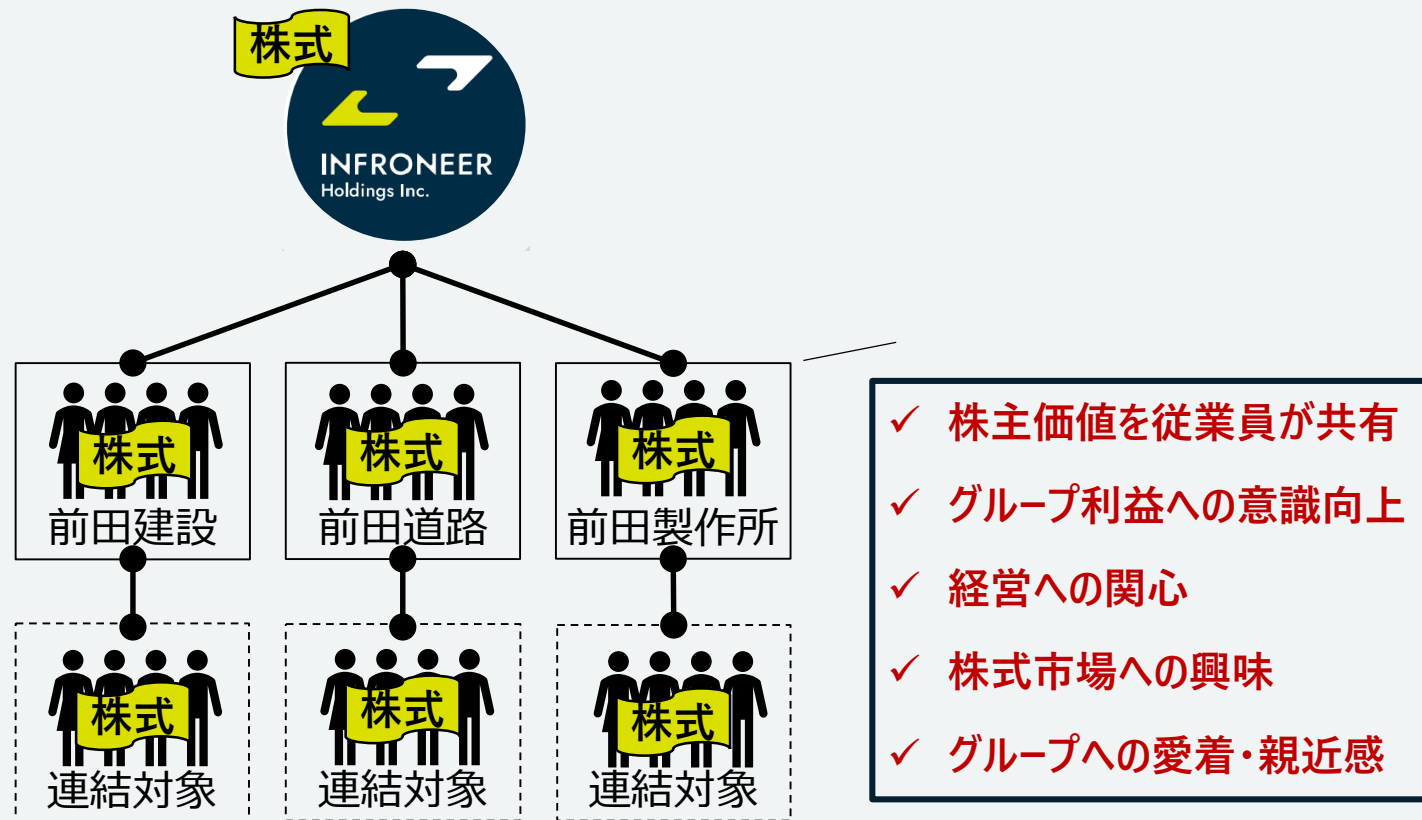 株式
INFRONEER
Holdings Inc.
株式
前田建設
株式
前田道路
株式
前田製作所
株式
連結対象
株式
連結対象
株式
連結対象
✓ 株主価値を従業員が共有
✓ グループ利益への意識向上
✓ 経営への関心
✓ 株式市場への興味
✓ グループへの愛着・親近感